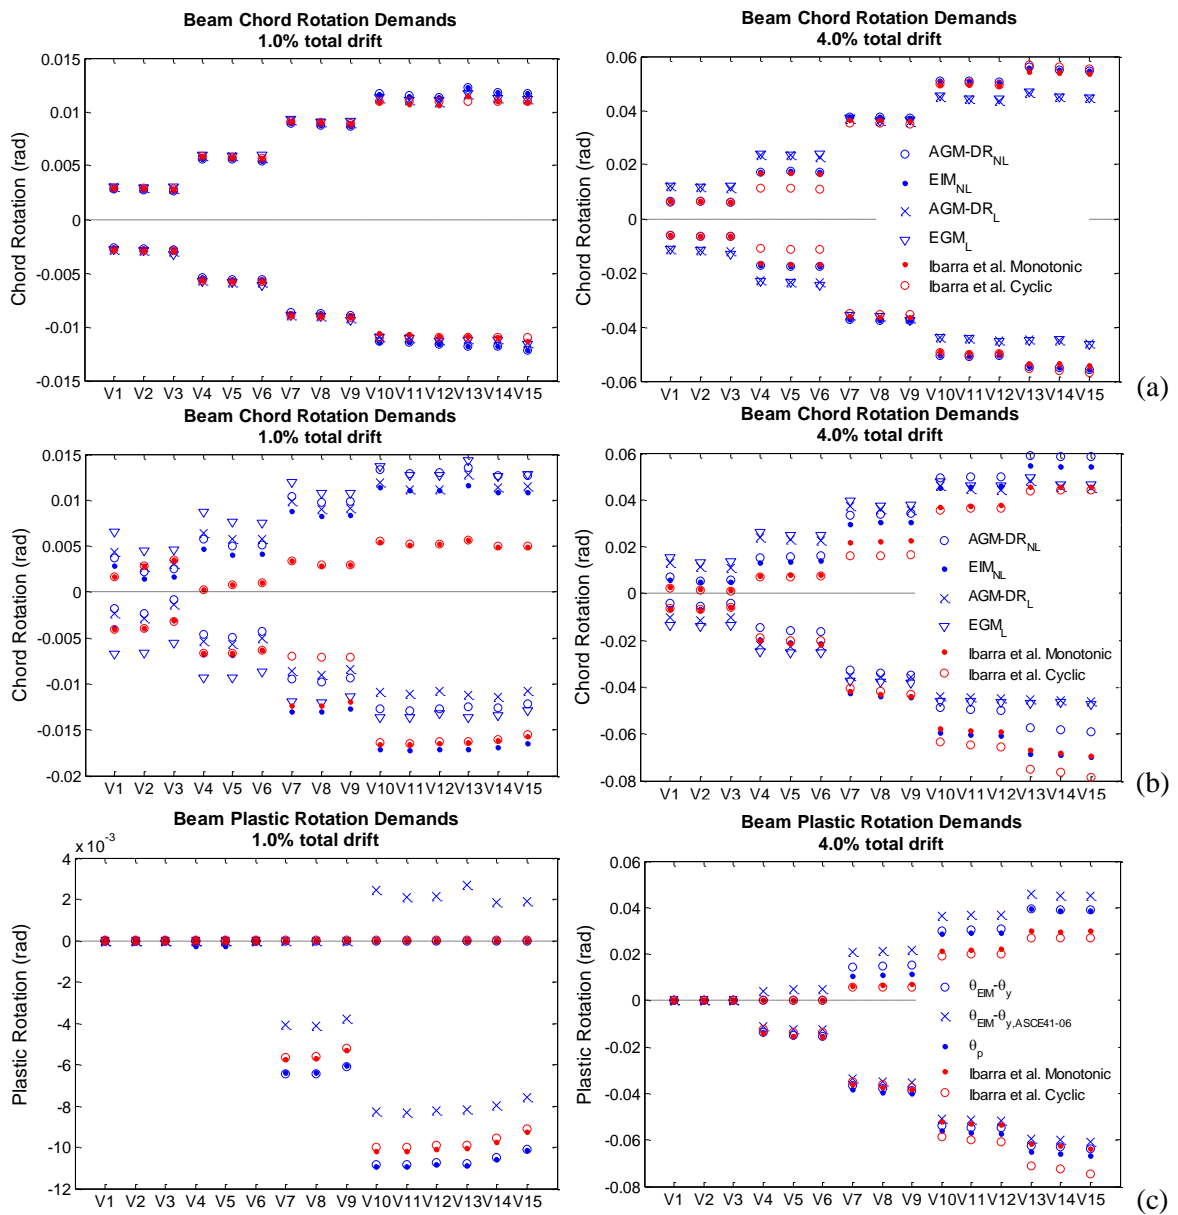 Beam Chord Rotation Demands
1.0% total drift
0.015
0.01
0.005
0
-0.005
-0.01
-0.015
Chord Rotation (rad)
V1 V2 V3 V4 V5 V6 V7 V8 V9 V10 V11 V12 V13 V14 V15
Beam Chord Rotation Demands
4.0% total drift
0.06
0.04
0.02
0
-0.02
-0.04
-0.06
Chord Rotation (rad)
AGM-DR_NL
EIM_NL
AGM-DR_L
EGM_L
Ibarra et al. Monotonic
Ibarra et al. Cyclic
V1 V2 V3 V4 V5 V6 V7 V8 V9 V10 V11 V12 V13 V14 V15
(a)
Beam Chord Rotation Demands
1.0% total drift
0.015
0.01
0.005
0
-0.005
-0.01
-0.015
-0.02
Chord Rotation (rad)
V1 V2 V3 V4 V5 V6 V7 V8 V9 V10 V11 V12 V13 V14 V15
Beam Chord Rotation Demands
4.0% total drift
0.06
0.04
0.02
0
-0.02
-0.04
-0.06
-0.08
Chord Rotation (rad)
AGM-DR_NL
EIM_NL
AGM-DR_L
EGM_L
Ibarra et al. Monotonic
Ibarra et al. Cyclic
V1 V2 V3 V4 V5 V6 V7 V8 V9 V10 V11 V12 V13 V14 V15
(b)
Beam Plastic Rotation Demands
1.0% total drift
x 10^-3
4
2
0
-2
-4
-6
-8
-10
-12
Plastic Rotation (rad)
V1 V2 V3 V4 V5 V6 V7 V8 V9 V10 V11 V12 V13 V14 V15
Beam Plastic Rotation Demands
4.0% total drift
0.06
0.04
0.02
0
-0.02
-0.04
-0.06
-0.08
Plastic Rotation (rad)
θ_EIM-θ_y
θ_EIM-θ_y,ASCE41-06
θ_p
Ibarra et al. Monotonic
Ibarra et al. Cyclic
V1 V2 V3 V4 V5 V6 V7 V8 V9 V10 V11 V12 V13 V14 V15
(c)